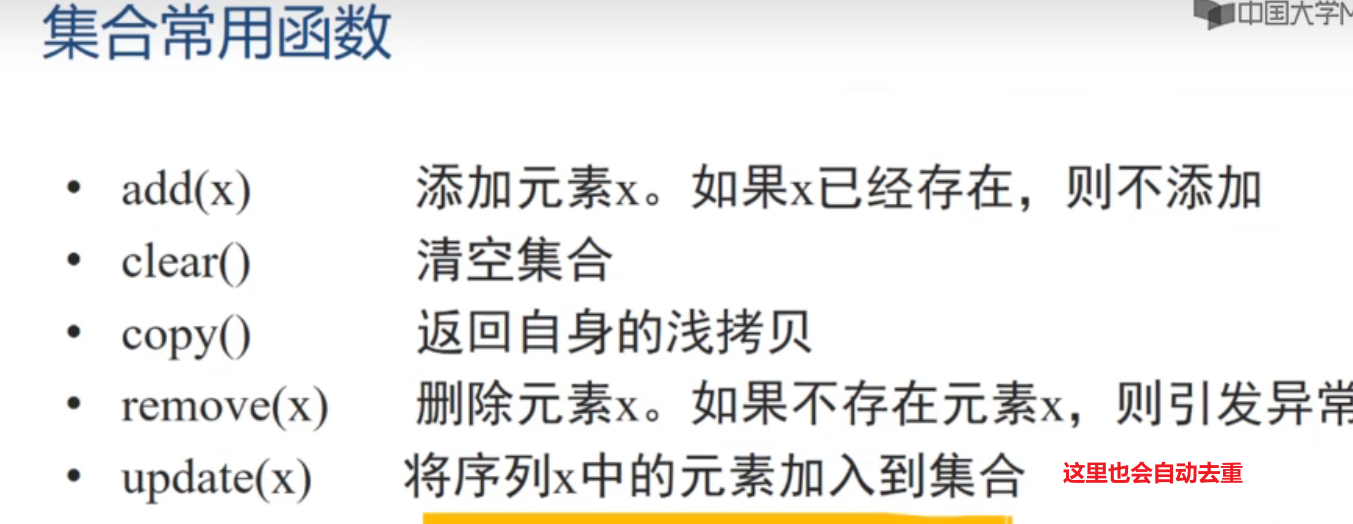 集合常用函数
中国大学M
• add(x) 添加元素x。如果x已经存在，则不添加
• clear() 清空集合
• copy() 返回自身的浅拷贝
• remove(x) 删除元素x。如果不存在元素x，则引发异常
• update(x) 将序列x中的元素加入到集合 这里也会自动去重